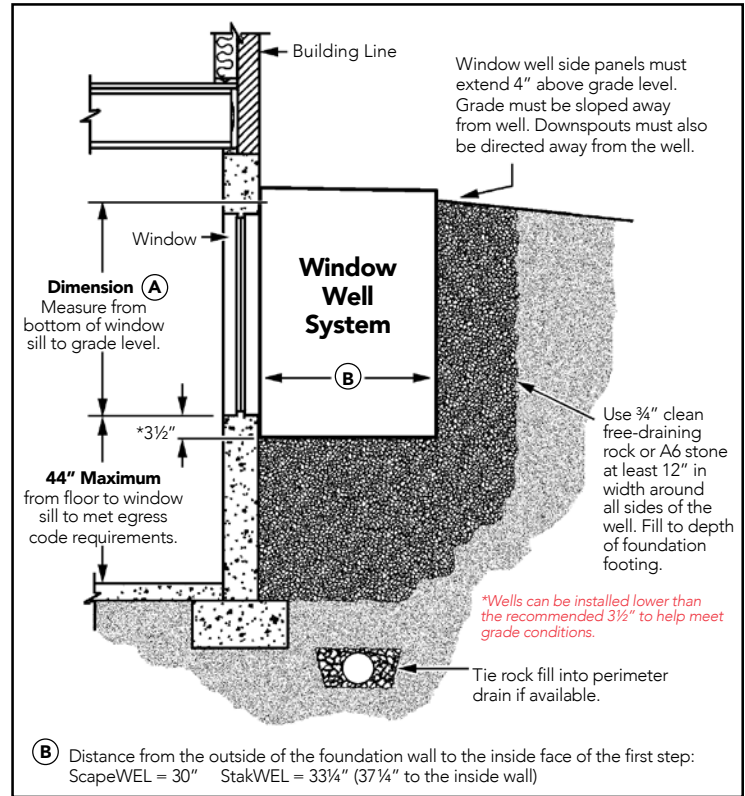 Building Line
Window well side panels must
extend 4" above grade level.
Grade must be sloped away
from well. Downspouts must also
be directed away from the well.
Window
Dimension A
Measure from
bottom of window
sill to grade level.
Window
Well
System
B
*3½"
44" Maximum
from floor to window
sill to met egress
code requirements.
Use ¾" clean
free-draining
rock or A6 stone
at least 12" in
width around
all sides of the
well. Fill to depth
of foundation
footing.
*Wells can be installed lower than
the recommended 3½" to help meet
grade conditions.
Tie rock fill into perimeter
drain if available.
B Distance from the outside of the foundation wall to the inside face of the first step:
ScapeWEL = 30" StakWEL = 33¼" (37¼" to the inside wall)